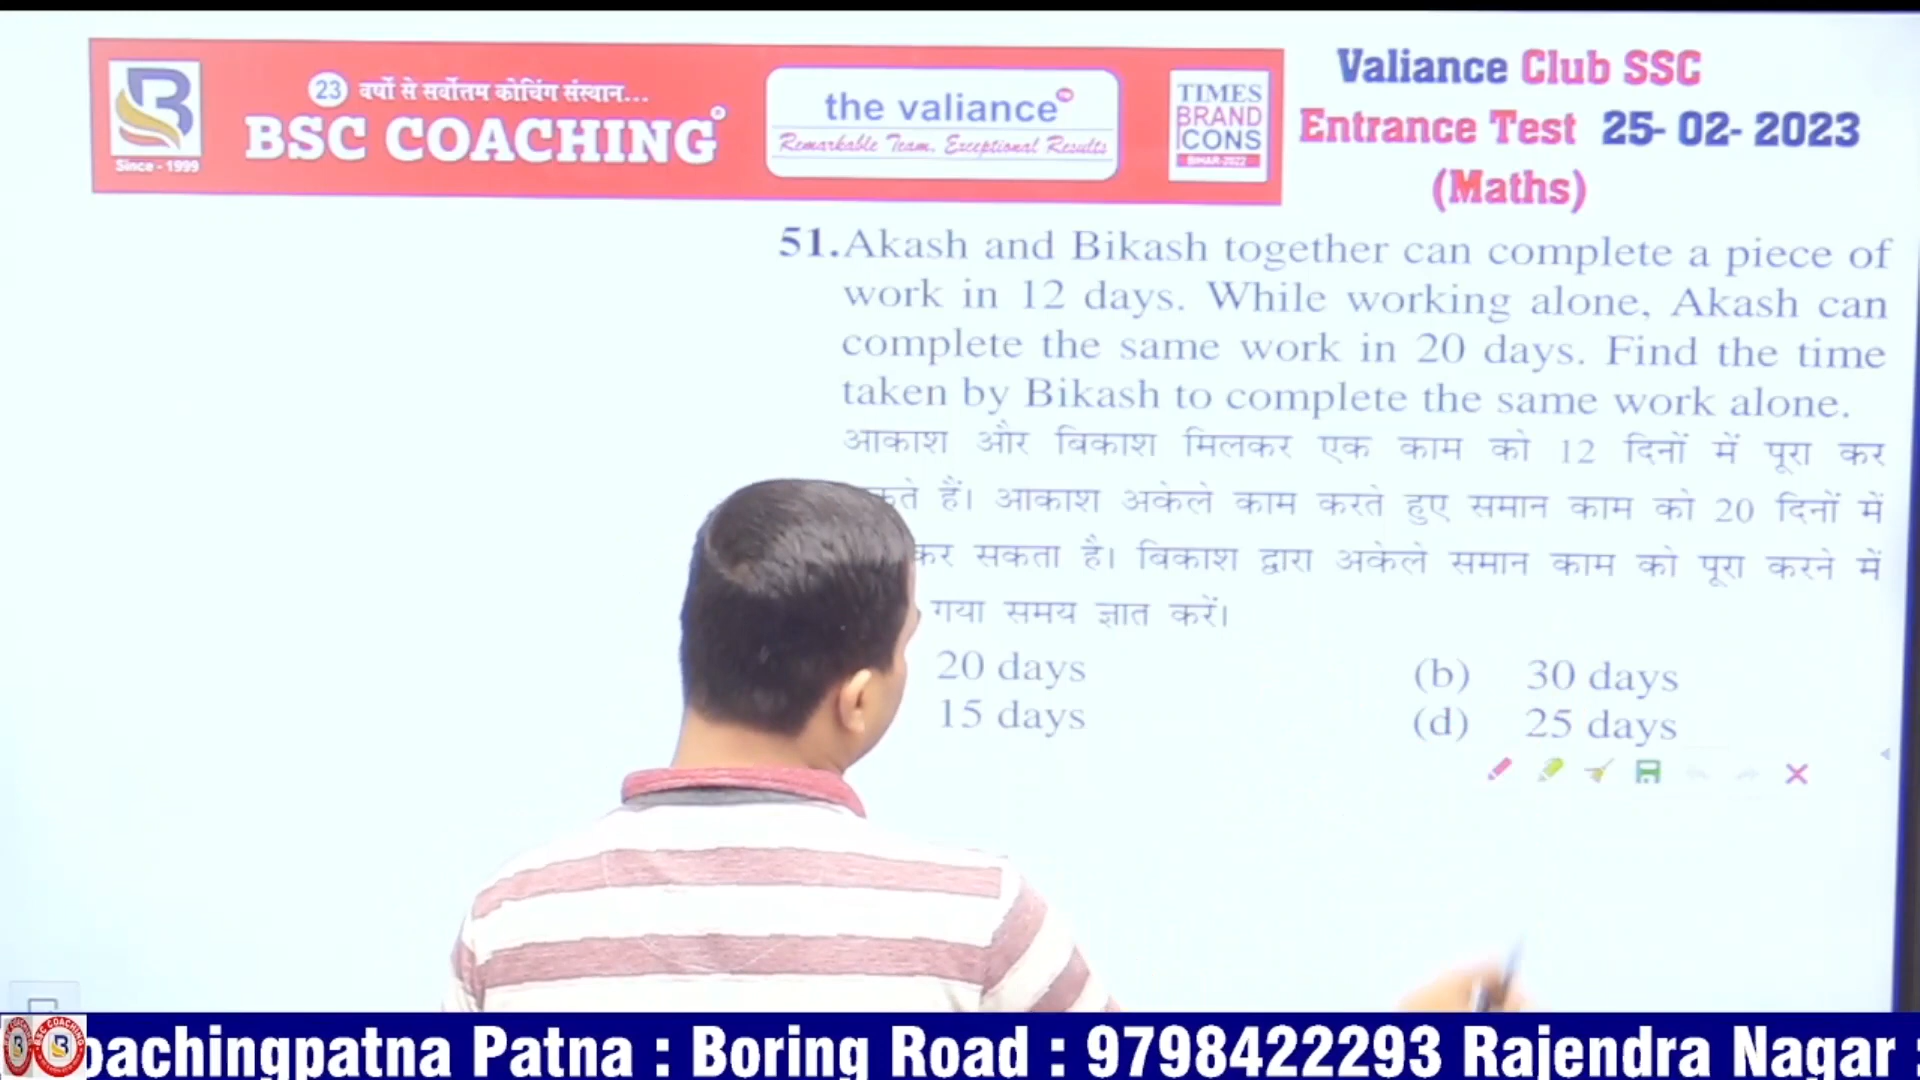 23 वर्षो से सर्वोत्तम कोचिंग संस्थान...
BSC COACHING
Since - 1999
the valiance
Remarkable Team, Exceptional Results
TIMES
BRAND
ICONS
BIHAR-2022
Valiance Club SSC
Entrance Test 25- 02- 2023
(Maths)
51. Akash and Bikash together can complete a piece of
work in 12 days. While working alone, Akash can
complete the same work in 20 days. Find the time
taken by Bikash to complete the same work alone.
आकाश और बिकाश मिलकर एक काम को 12 दिनों में पूरा कर
हैं। आकाश अकेले काम करते हुए समान काम को 20 दिनों में
कर सकता है। बिकाश द्वारा अकेले समान काम को पूरा करने में
गया समय ज्ञात करें।
20 days (b) 30 days
15 days (d) 25 days
oachingpatna Patna : Boring Road : 9798422293 Rajendra Nagar :